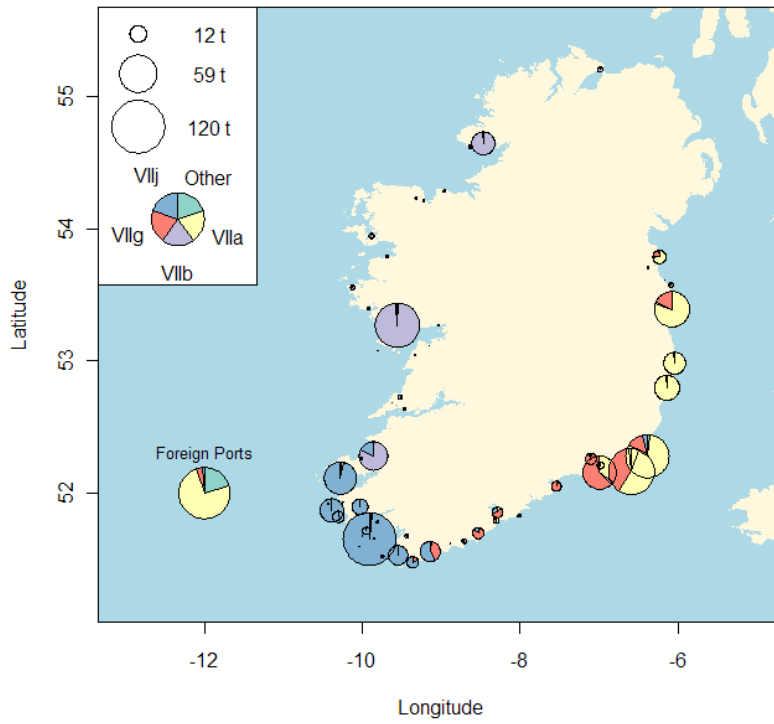 12 t
59 t
120 t
VIIj
Other
VIIg
VIIa
VIIb
Foreign Ports
55
54
53
52
Latitude
-12
-10
-8
-6
Longitude